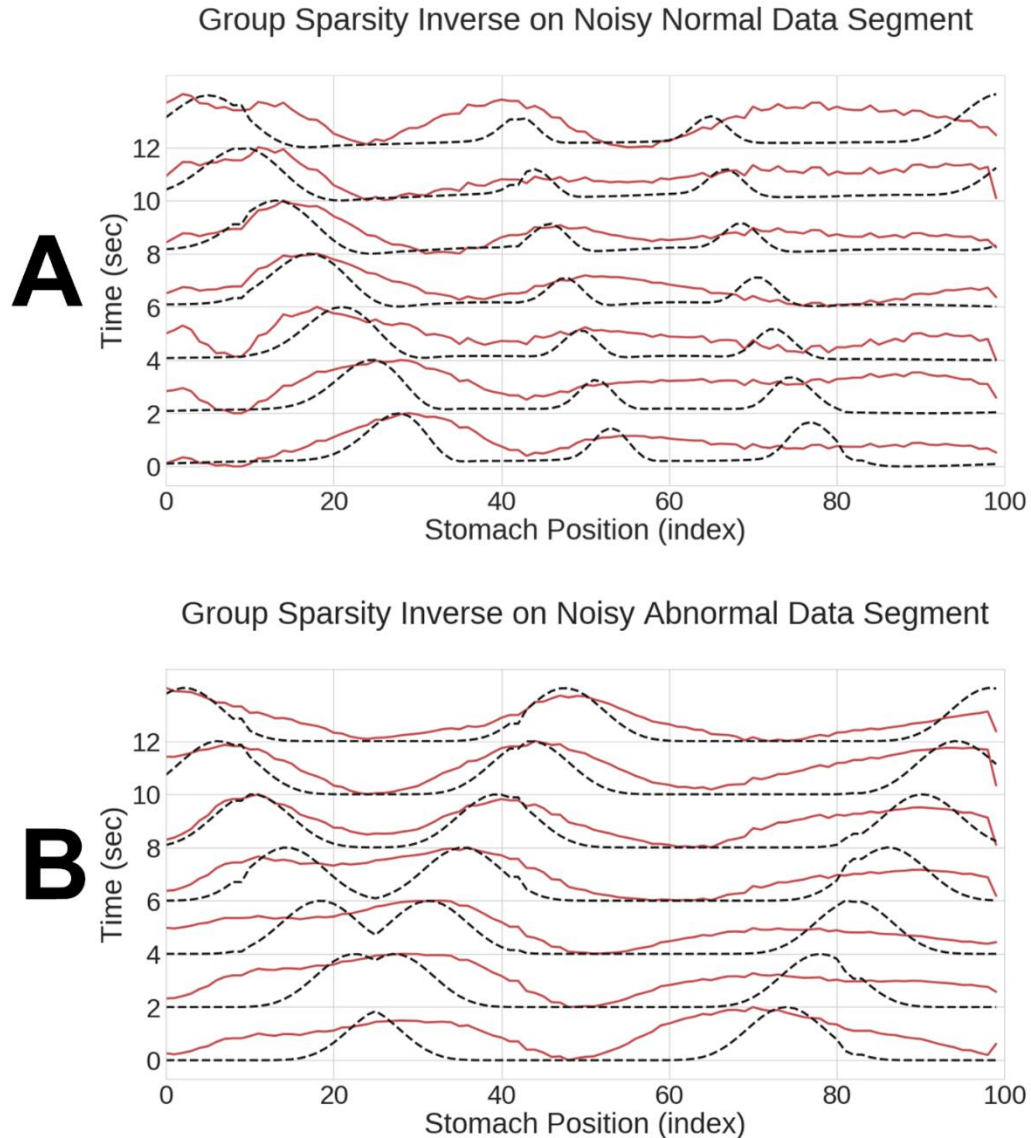 Group Sparsity Inverse on Noisy Normal Data Segment
A
Time (sec)
12
10
8
6
4
2
0
0 20 40 60 80 100
Stomach Position (index)
Group Sparsity Inverse on Noisy Abnormal Data Segment
B
Time (sec)
12
10
8
6
4
2
0
0 20 40 60 80 100
Stomach Position (index)